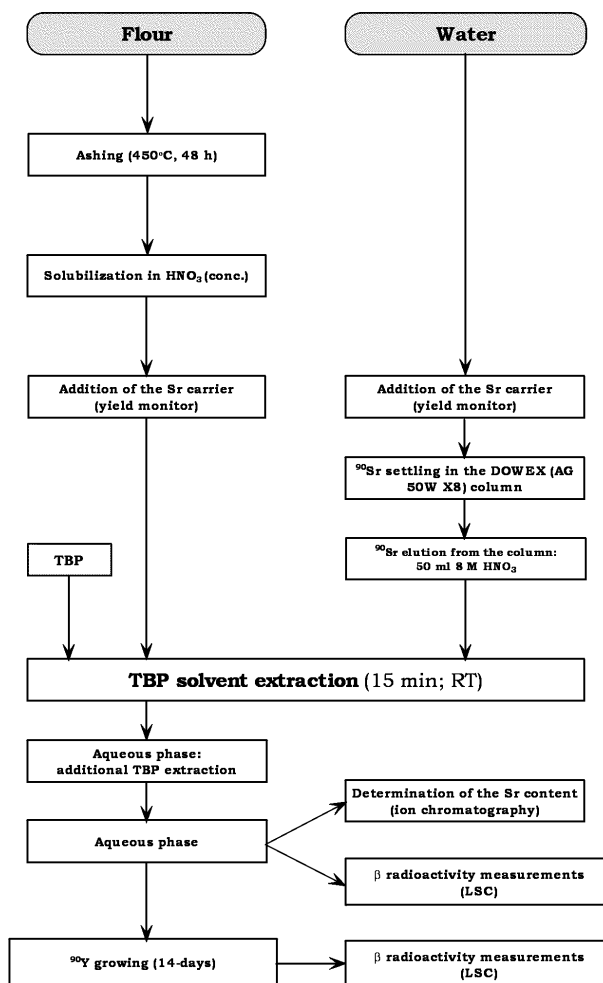 Flour
Water
Ashing (450°C, 48 h)
Solubilization in HNO₃ (conc.)
Addition of the Sr carrier
(yield monitor)
Addition of the Sr carrier
(yield monitor)
⁹⁰Sr settling in the DOWEX (AG
50W X8) column
TBP
⁹⁰Sr elution from the column:
50 ml 8 M HNO₃
TBP solvent extraction (15 min; RT)
Aqueous phase:
additional TBP extraction
Determination of the Sr content
(ion chromatography)
Aqueous phase
β radioactivity measurements
(LSC)
⁹⁰Y growing (14-days)
β radioactivity measurements
(LSC)